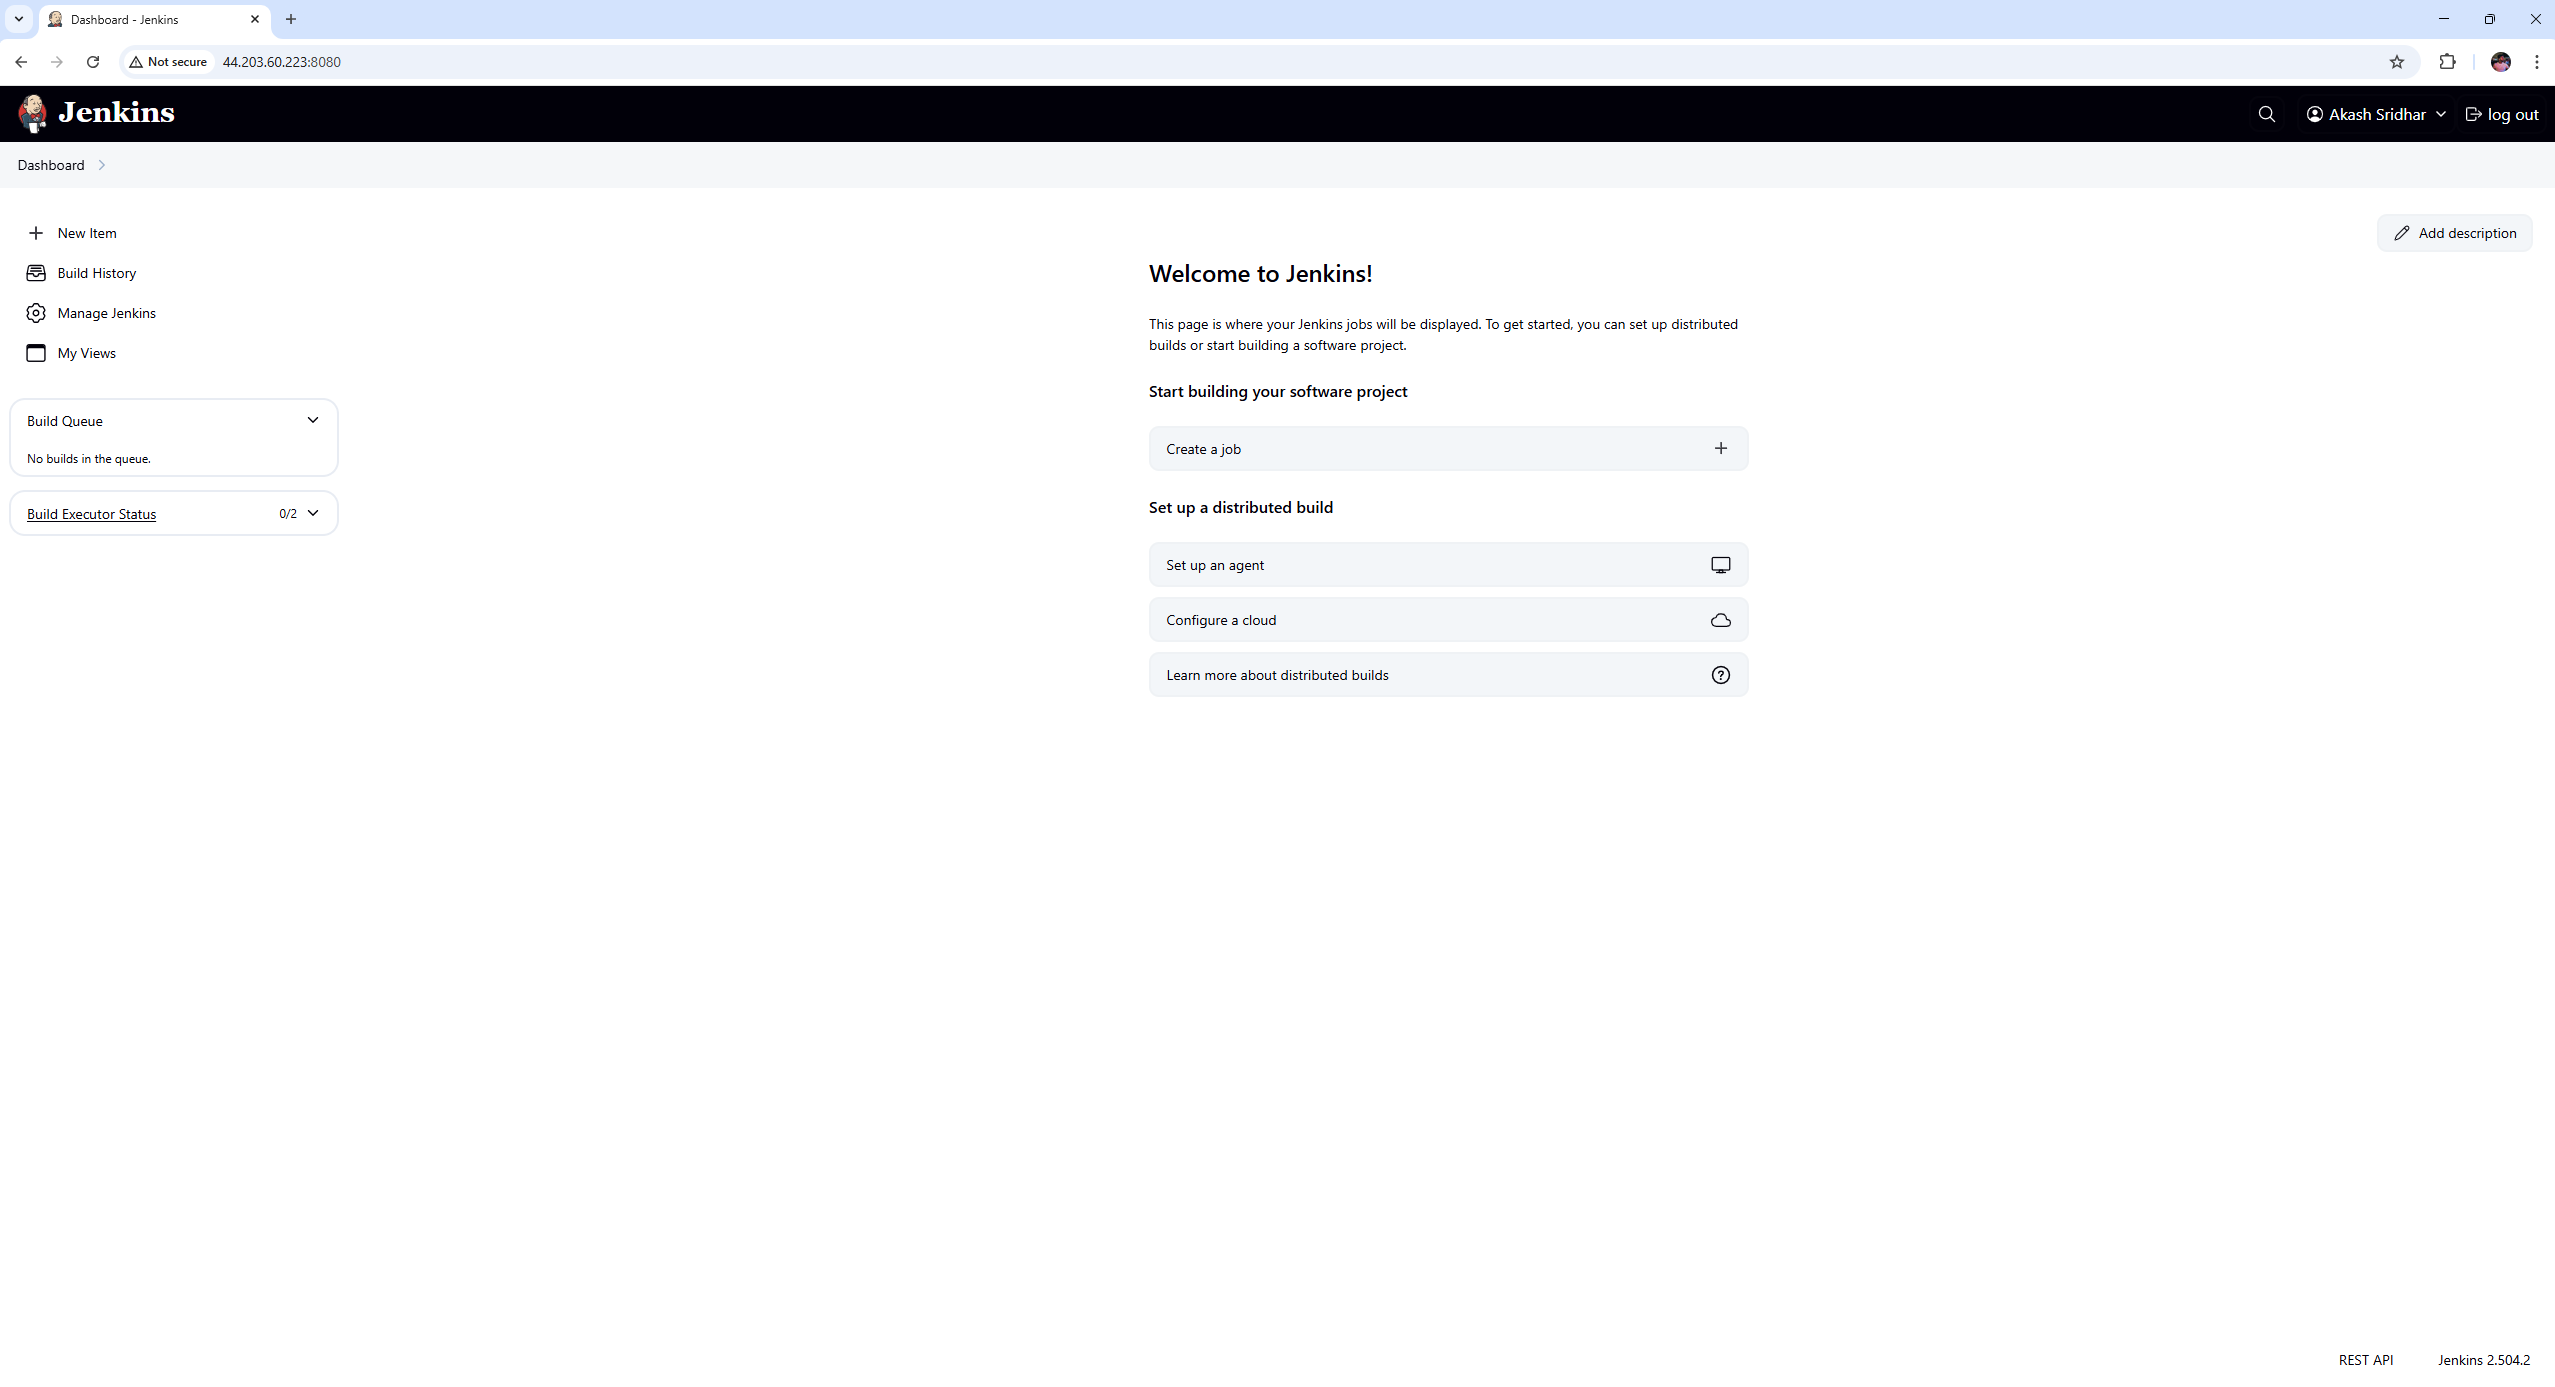 Dashboard - Jenkins
Not secure
44.203.60.223:8080
Jenkins
Akash Sridhar
log out
Dashboard
New Item
Build History
Manage Jenkins
My Views
Build Queue
No builds in the queue.
Build Executor Status
0/2
Add description
Welcome to Jenkins!
This page is where your Jenkins jobs will be displayed. To get started, you can set up distributed
builds or start building a software project.
Start building your software project
Create a job
Set up a distributed build
Set up an agent
Configure a cloud
Learn more about distributed builds
REST API
Jenkins 2.504.2